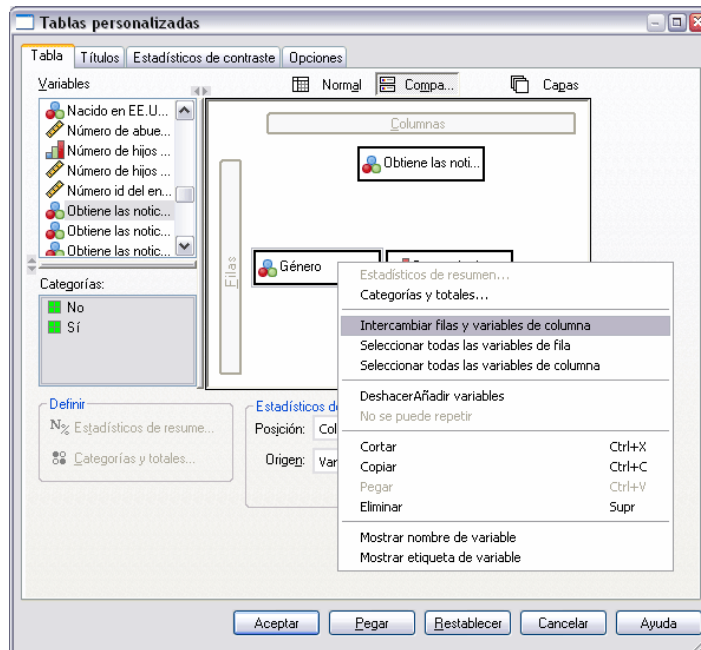 Tablas personalizadas
Tabla Títulos Estadísticos de contraste Opciones
Variables
Normal Compa... Capas
Nacido en EE.U...
Número de abue...
Número de hijos ...
Número de hijos ...
Número id del en...
Obtiene las notic...
Obtiene las notic...
Obtiene las notic...
Columnas
Obtiene las noti...
Filas
Género
Categorías:
No
Sí
Estadísticos de resumen...
Categorías y totales...
Intercambiar filas y variables de columna
Seleccionar todas las variables de fila
Seleccionar todas las variables de columna
DeshacerAñadir variables
No se puede repetir
Cortar Ctrl+X
Copiar Ctrl+C
Pegar Ctrl+V
Eliminar Supr
Mostrar nombre de variable
Mostrar etiqueta de variable
Definir
N% Estadísticos de resume...
Categorías y totales...
Estadísticos de
Posición: Col
Origen: Var
Aceptar Pegar Restablecer Cancelar Ayuda